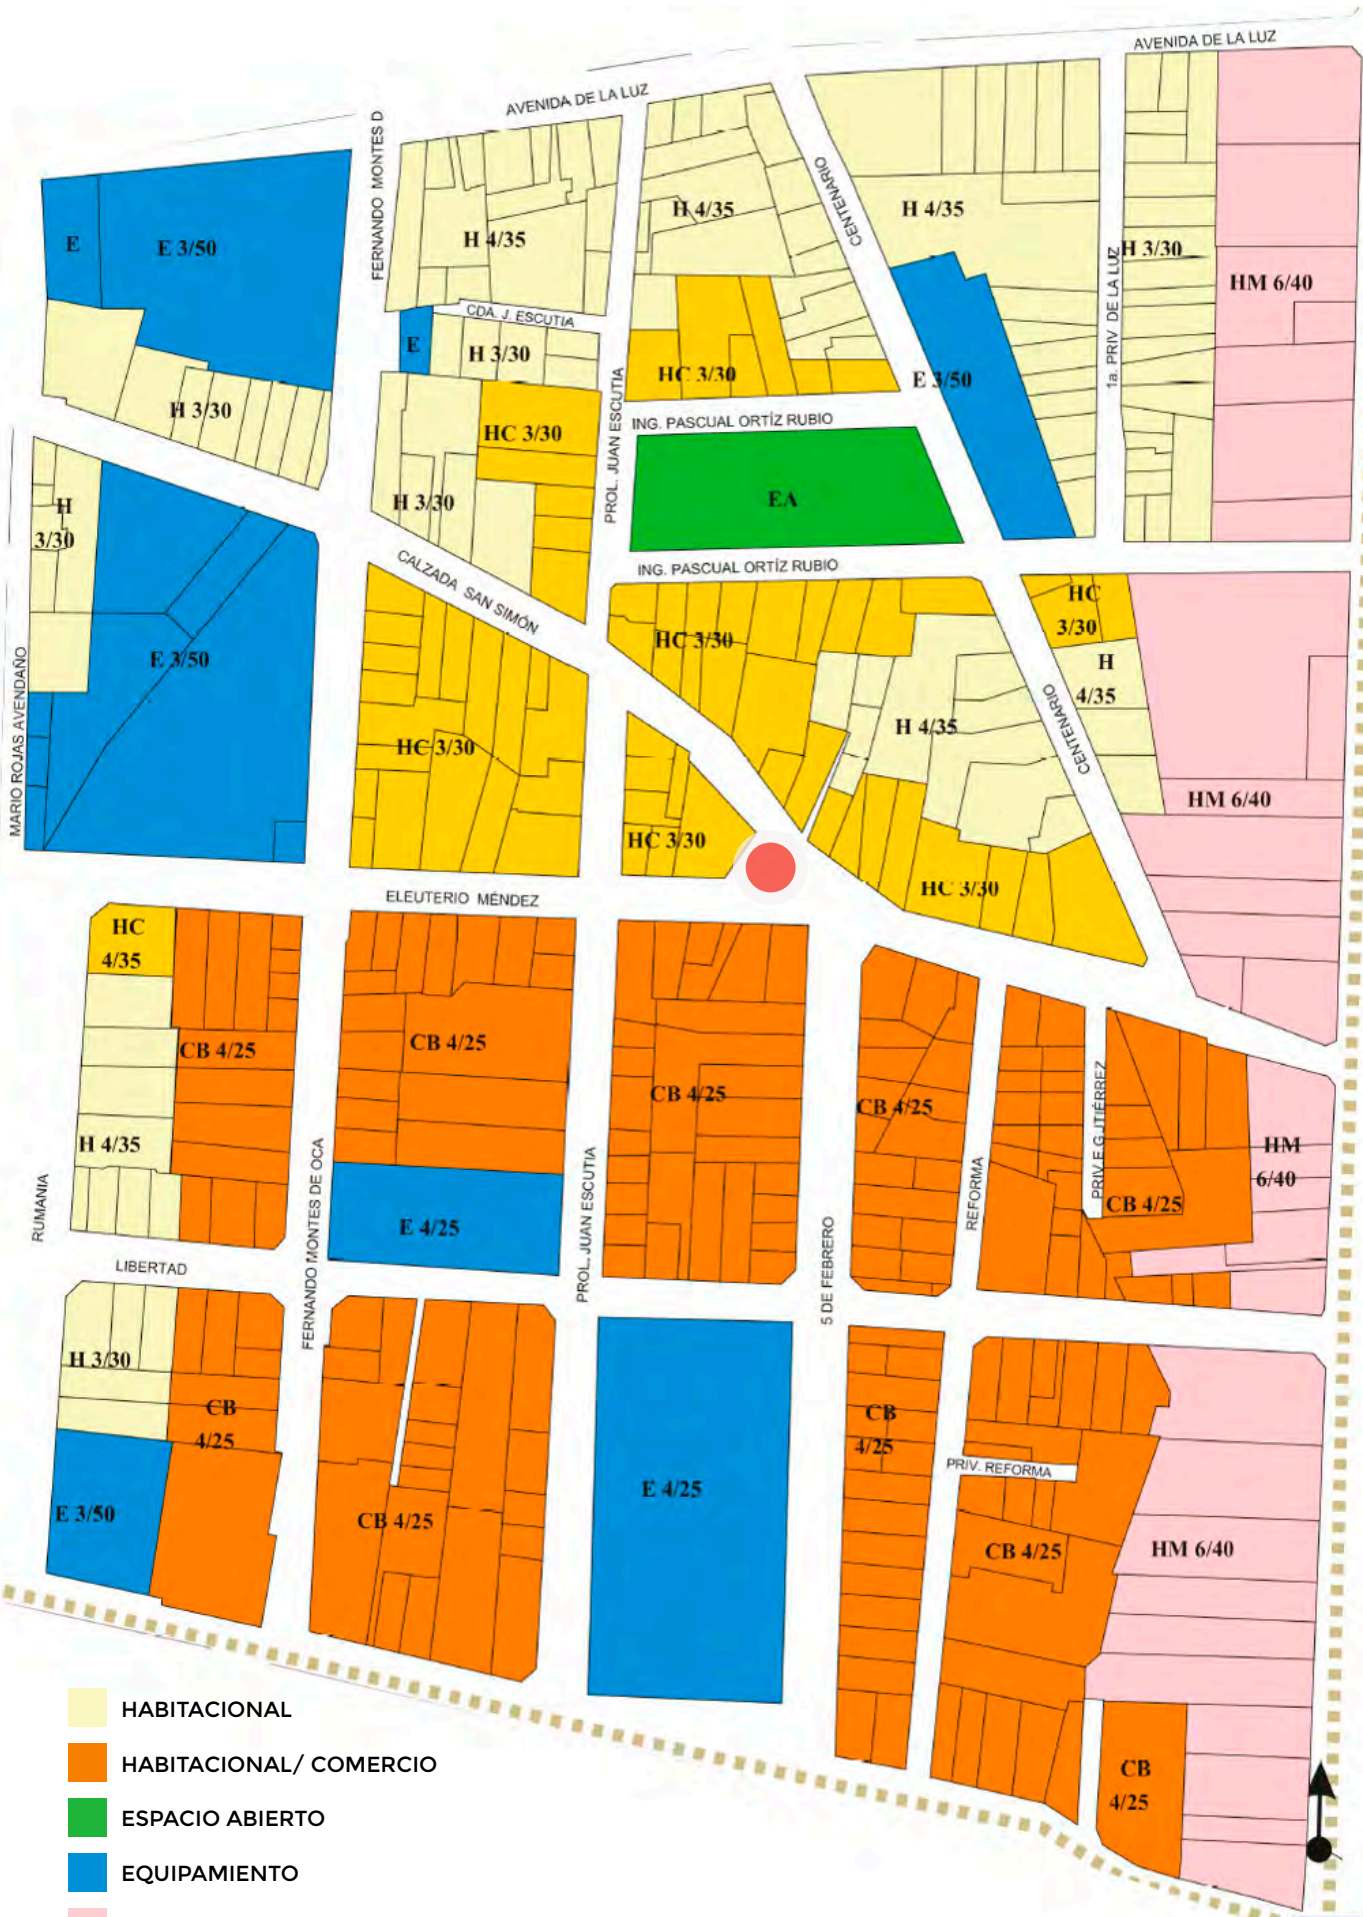 AVENIDA DE LA LUZ
AVENIDA DE LA LUZ
FERNANDO MONTES D
CENTENARIO
H 4/35
H 4/35
H 4/35
E
E 3/50
H 3/30
1a. PRIV DE LA LUZ
HM 6/40
CDA. J. ESCUTIA
E
H 3/30
HC 3/30
E 3/50
H 3/30
PROL. JUAN ESCUTIA
ING. PASCUAL ORTÍZ RUBIO
HC 3/30
H 3/30
EA
H
3/30
CALZADA SAN SIMÓN
ING. PASCUAL ORTÍZ RUBIO
HC
3/30
HC 3/30
E 3/50
H
4/35
MARIO ROJAS AVENDAÑO
H 4/35
CENTENARIO
HC 3/30
HM 6/40
HC 3/30
HC 3/30
ELEUTERIO MÉNDEZ
HC
4/35
CB 4/25
CB 4/25
CB 4/25
CB 4/25
PRIV E.GUTIÉRREZ
H 4/35
HM
6/40
CB 4/25
RUMANIA
FERNANDO MONTES DE OCA
E 4/25
PROL. JUAN ESCUTIA
5 DE FEBRERO
REFORMA
LIBERTAD
H 3/30
CB
4/25
CB
4/25
PRIV. REFORMA
E 4/25
E 3/50
CB 4/25
CB 4/25
HM 6/40
CB
4/25
HABITACIONAL
HABITACIONAL/ COMERCIO
ESPACIO ABIERTO
EQUIPAMIENTO